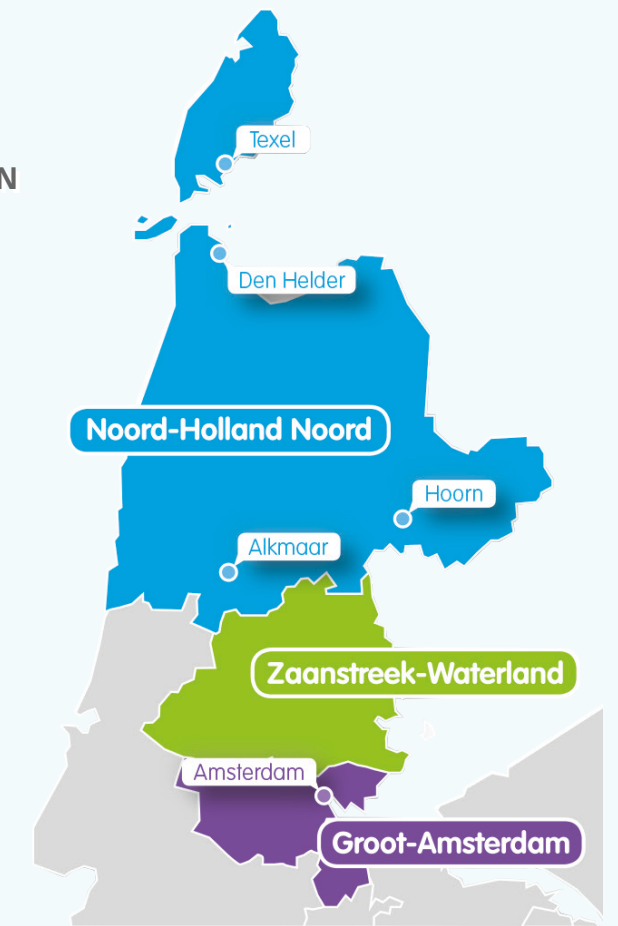 Texel
N
Den Helder
Noord-Holland Noord
Hoorn
Alkmaar
Zaanstreek-Waterland
Amsterdam
Groot-Amsterdam